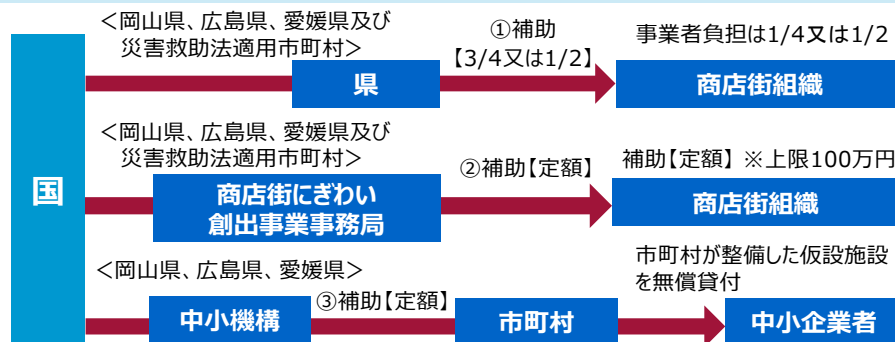 国
＜岡山県、広島県、愛媛県及び
災害救助法適用市町村＞
県
①補助
【3/4又は1/2】
事業者負担は1/4又は1/2
商店街組織
＜岡山県、広島県、愛媛県及び
災害救助法適用市町村＞
商店街にぎわい
創出事業事務局
②補助【定額】
補助【定額】 ※上限100万円
商店街組織
＜岡山県、広島県、愛媛県＞
中小機構
③補助【定額】
市町村
市町村が整備した仮設施設
を無償貸付
中小企業者